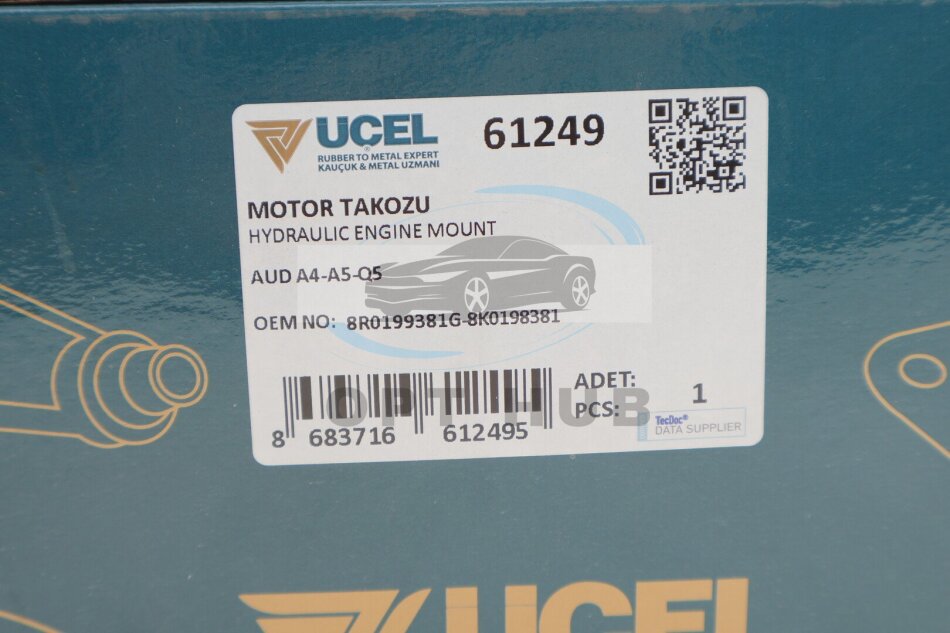 UÇEL
61249
RUBBER TO METAL EXPERT
KAUÇUK & METAL UZMANI
MOTOR TAKOZU
HYDRAULIC ENGINE MOUNT
AUD A4-A5-Q5
OEM NO: 8R0199381G-8K0198381
ADET:
PCS: 1
OPT HUB
8 683716 612495
TecDoc®
DATA SUPPLIER
UCEL